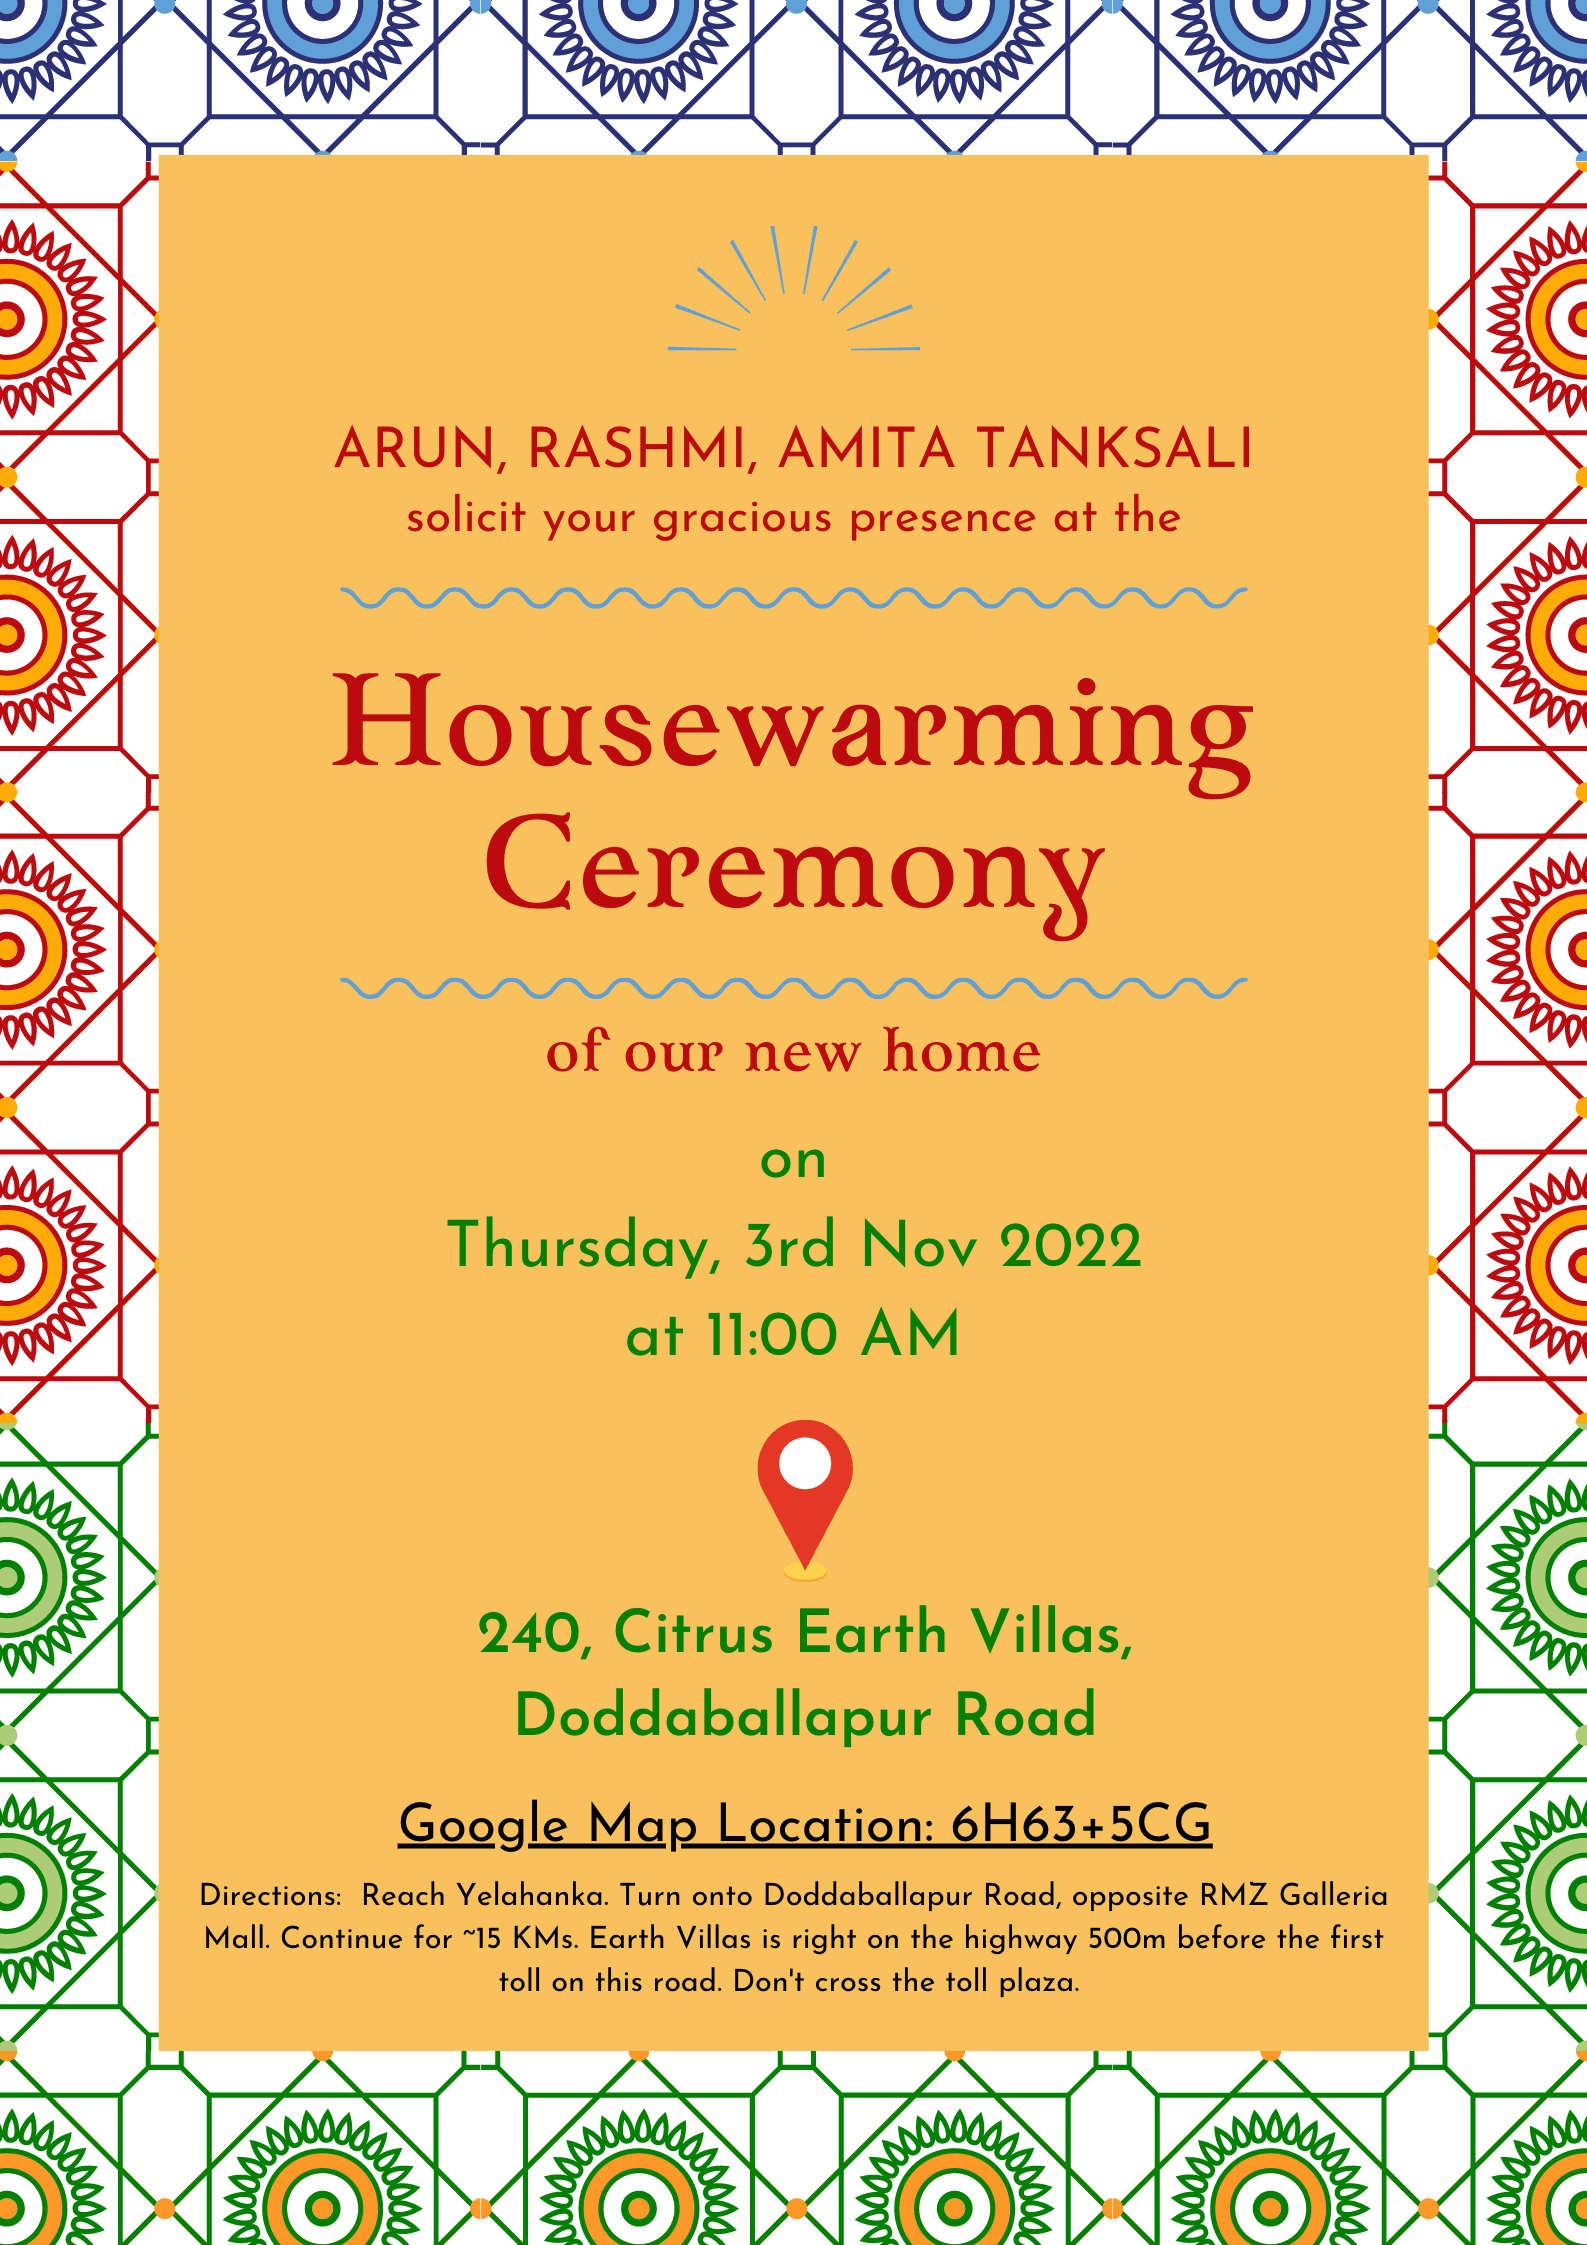 ARUN, RASHMI, AMITA TANKSALI
solicit your gracious presence at the
Housewarming
Ceremony
of our new home
on
Thursday, 3rd Nov 2022
at 11:00 AM
240, Citrus Earth Villas,
Doddaballapur Road
Google Map Location: 6H63+5CG
Directions:  Reach Yelahanka. Turn onto Doddaballapur Road, opposite RMZ Galleria
Mall. Continue for ~15 KMs. Earth Villas is right on the highway 500m before the first
toll on this road. Don't cross the toll plaza.